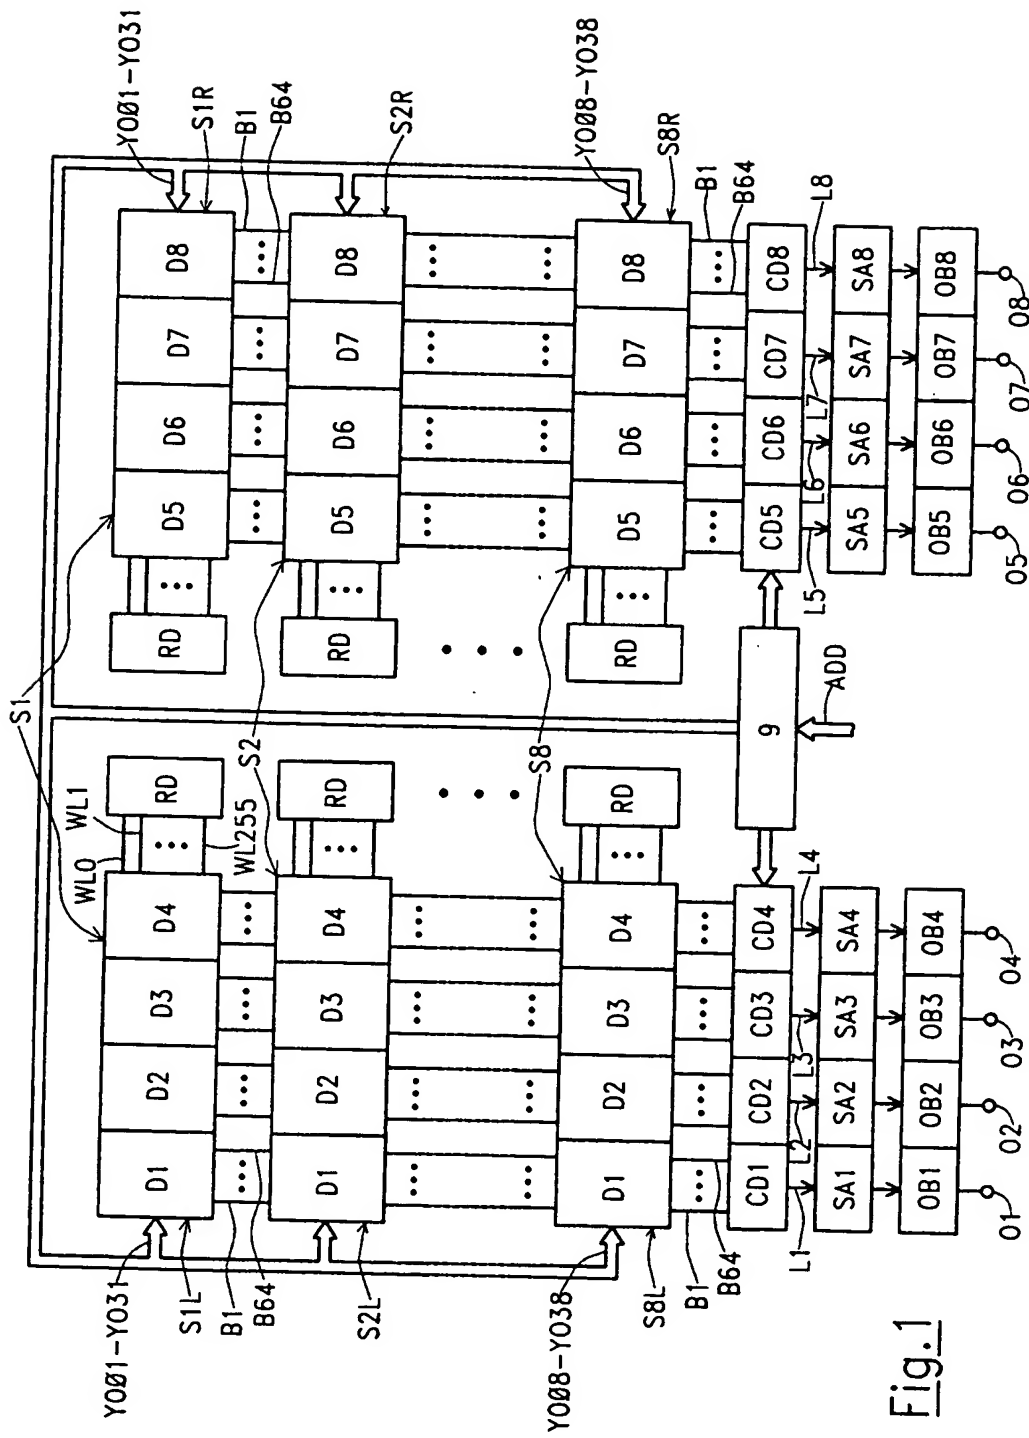 S1
WL0
WL1
Y001-Y031
Y001-Y031
S1L
D1 D2 D3 D4
RD
RD
D5 D6 D7 D8
S1R
WL255
B1
B64
B1
B64
S2
S2L
D1 D2 D3 D4
RD
RD
D5 D6 D7 D8
S2R
S8
Y008-Y038
Y008-Y038
S8L
D1 D2 D3 D4
RD
RD
D5 D6 D7 D8
S8R
B1
B64
B1
B64
CD1 CD2 CD3 CD4
9
CD5 CD6 CD7 CD8
L1 L2 L3 L4
ADD
L5 L6 L7 L8
SA1 SA2 SA3 SA4
SA5 SA6 SA7 SA8
OB1 OB2 OB3 OB4
OB5 OB6 OB7 OB8
O1 O2 O3 O4
O5 O6 O7 O8
Fig.1